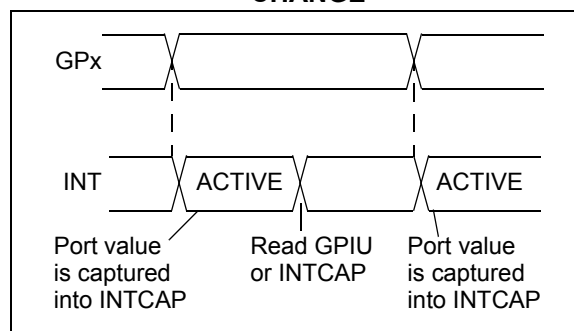 CHANGE
GPx
INT
ACTIVE
ACTIVE
Port value
is captured
into INTCAP
Read GPIU
or INTCAP
Port value
is captured
into INTCAP